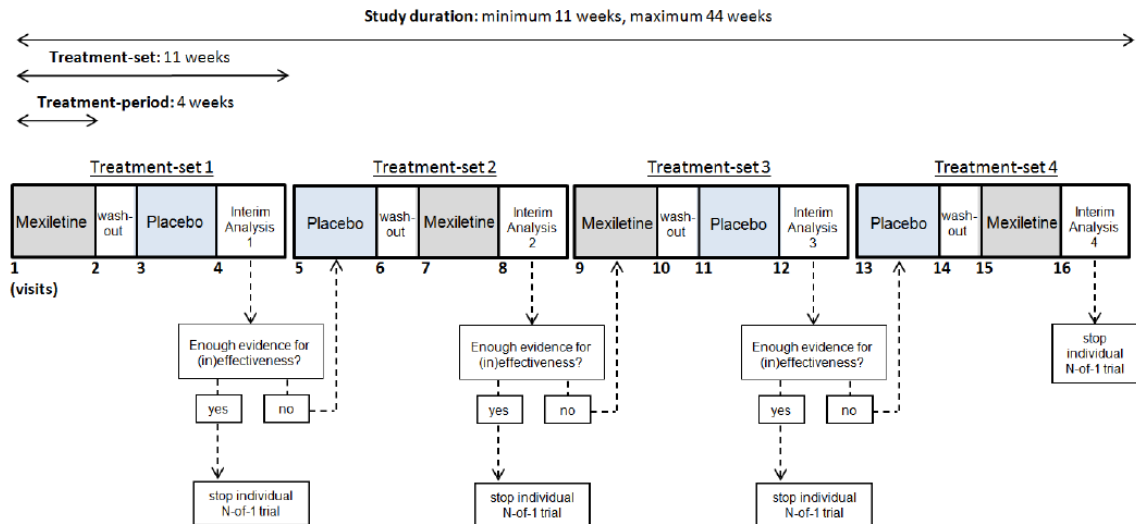 Study duration: minimum 11 weeks, maximum 44 weeks
Treatment-set: 11 weeks
Treatment-period: 4 weeks
Treatment-set 1
Treatment-set 2
Treatment-set 3
Treatment-set 4
Mexiletine
wash-
out
Placebo
Interim
Analysis
1
Placebo
wash-
out
Mexiletine
Interim
Analysis
2
Mexiletine
wash-
out
Placebo
Interim
Analysis
3
Placebo
wash-
out
Mexiletine
Interim
Analysis
4
1 2 3 4 5 6 7 8 9 10 11 12 13 14 15 16
(visits)
Enough evidence for
(in)effectiveness?
yes
no
stop individual
N-of-1 trial
Enough evidence for
(in)effectiveness?
yes
no
stop individual
N-of-1 trial
Enough evidence for
(in)effectiveness?
yes
no
stop individual
N-of-1 trial
stop
individual
N-of-1 trial